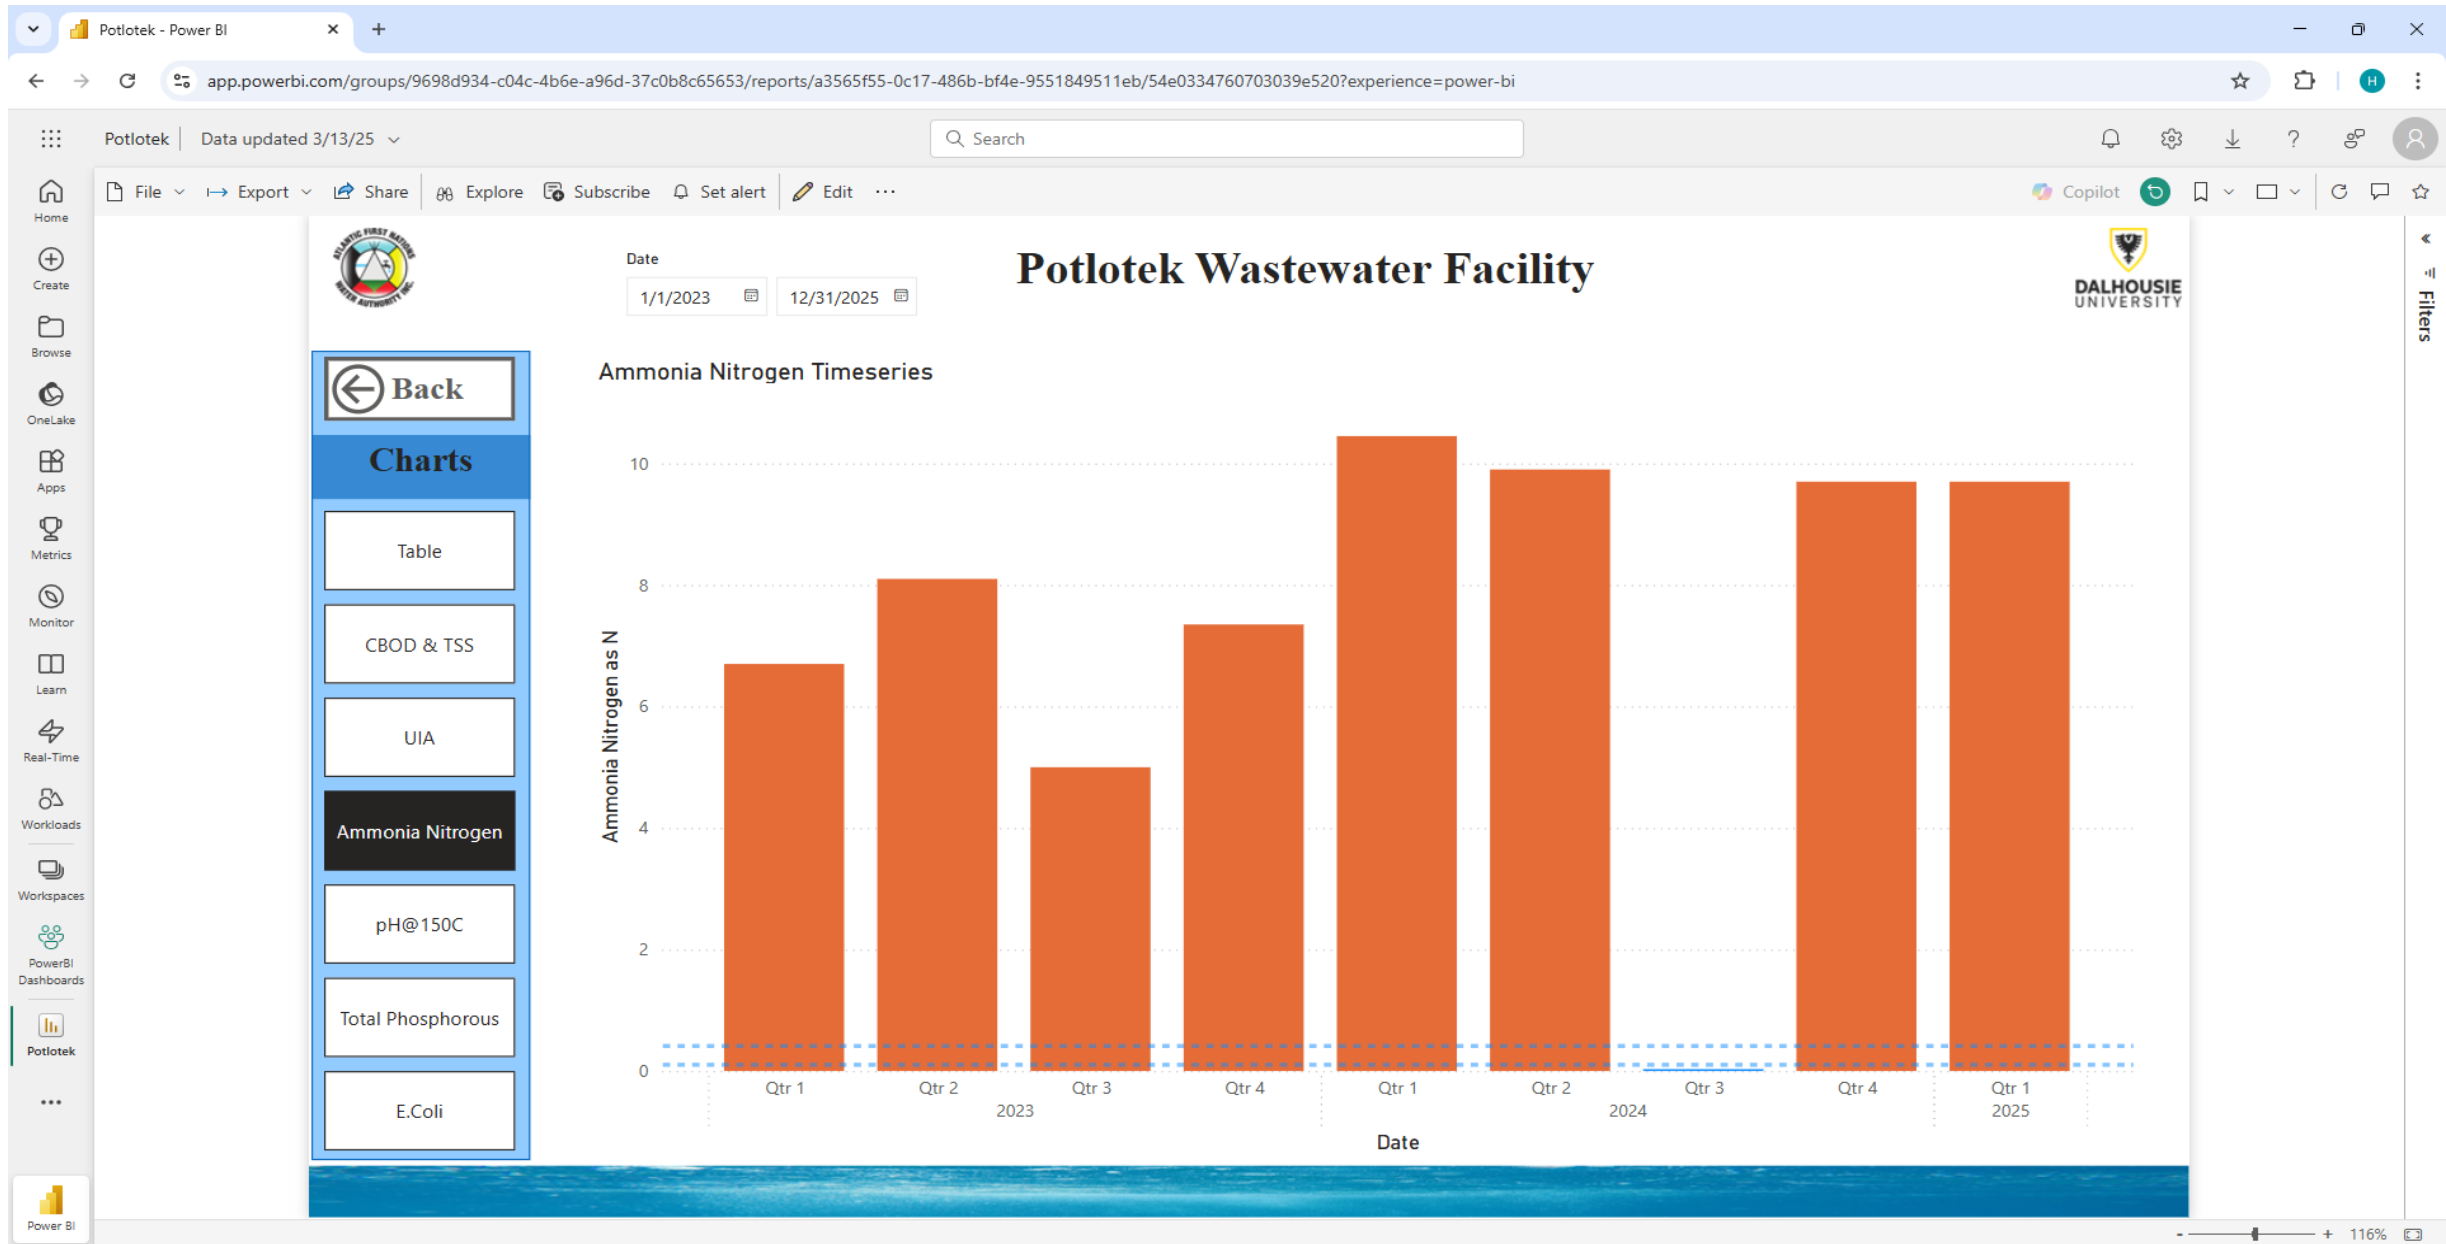 Potlotek - Power BI
app.powerbi.com/groups/9698d934-c04c-4b6e-a96d-37c0b8c65653/reports/a3565f55-0c17-486b-bf4e-9551849511eb/54e0334760703039e520?experience=power-bi
H
Potlotek
Data updated 3/13/25
Search
File
Export
Share
Explore
Subscribe
Set alert
Edit
Copilot
Home
Create
Browse
OneLake
Apps
Metrics
Monitor
Learn
Real-Time
Workloads
Workspaces
PowerBI
Dashboards
Potlotek
Power BI
ATLANTIC FIRST NATIONS
WATER AUTHORITY INC.
Date
1/1/2023
12/31/2025
Potlotek Wastewater Facility
DALHOUSIE
UNIVERSITY
Filters
Back
Charts
Table
CBOD & TSS
UIA
Ammonia Nitrogen
pH@150C
Total Phosphorous
E.Coli
Ammonia Nitrogen Timeseries
Ammonia Nitrogen as N
10
8
6
4
2
0
Qtr 1
Qtr 2
Qtr 3
Qtr 4
Qtr 1
Qtr 2
Qtr 3
Qtr 4
Qtr 1
2023
2024
2025
Date
- + 116%